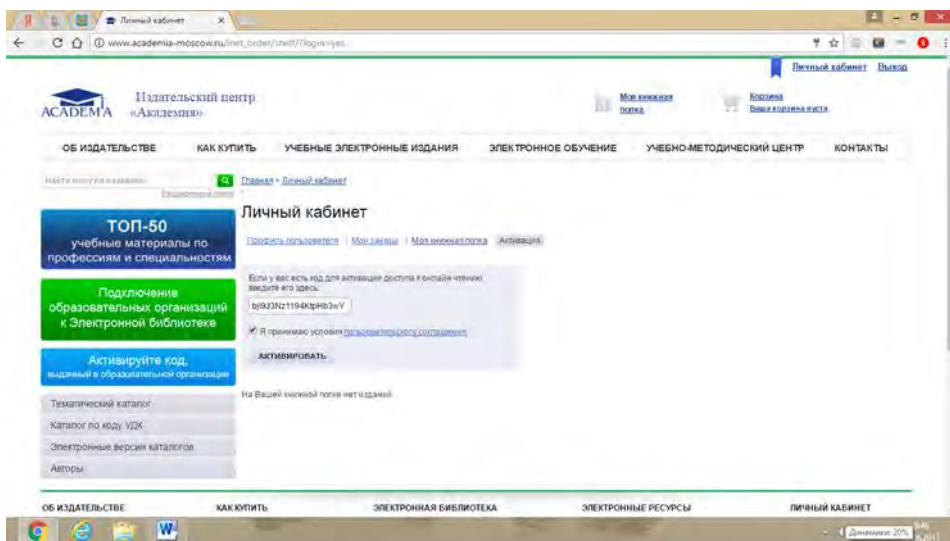 Личный кабинет
www.academia-moscow.ru/inet_order/shelf/?login=yes
Личный кабинет Выход
ACADEMA
Издательский центр
«Академия»
Моя книжная
полка
Корзина
Ваша корзина пуста
ОБ ИЗДАТЕЛЬСТВЕ КАК КУПИТЬ УЧЕБНЫЕ ЭЛЕКТРОННЫЕ ИЗДАНИЯ ЭЛЕКТРОННОЕ ОБУЧЕНИЕ УЧЕБНО-МЕТОДИЧЕСКИЙ ЦЕНТР КОНТАКТЫ
Главная > Личный кабинет
Личный кабинет
Профиль пользователя | Мои заказы | Моя книжная полка Активация
ТОП-50
учебные материалы по
профессиям и специальностям
Если у вас есть код для активации доступа к онлайн чтению
введите его здесь:
Подключение
образовательных организаций
к Электронной библиотеке
Я принимаю условия пользовательского соглашения
АКТИВИРОВАТЬ
Активируйте код,
выданный в образовательной организации
На Вашей книжной полке нет изданий.
Тематический каталог
Каталог по коду УДК
Электронные версии каталогов
Авторы
ОБ ИЗДАТЕЛЬСТВЕ КАК КУПИТЬ ЭЛЕКТРОННАЯ БИБЛИОТЕКА ЭЛЕКТРОННЫЕ РЕСУРСЫ ЛИЧНЫЙ КАБИНЕТ
Динамики: 20%